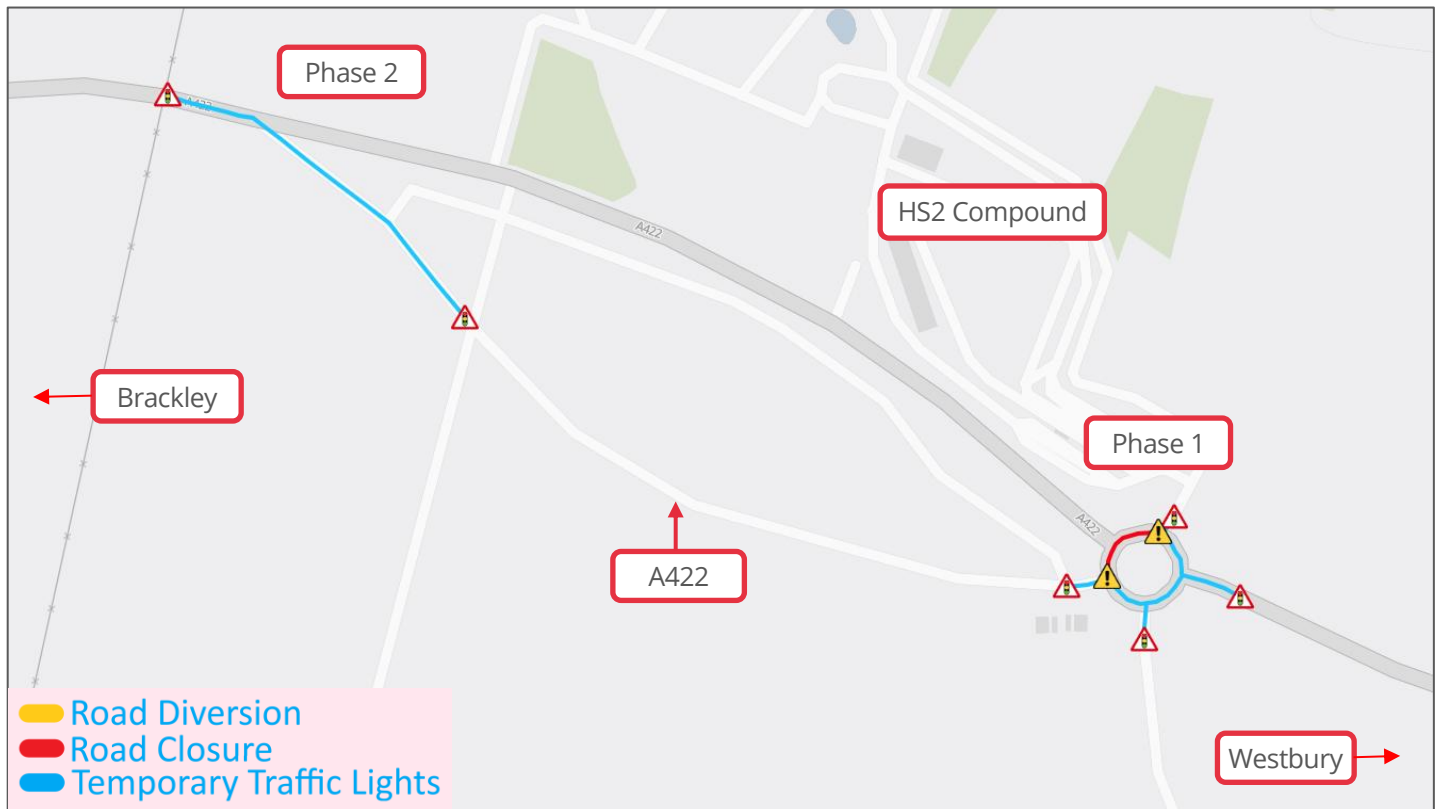 Phase 2
A422
HS2 Compound
A422
Brackley
Phase 1
A422
A422
Westbury
Road Diversion
Road Closure
Temporary Traffic Lights